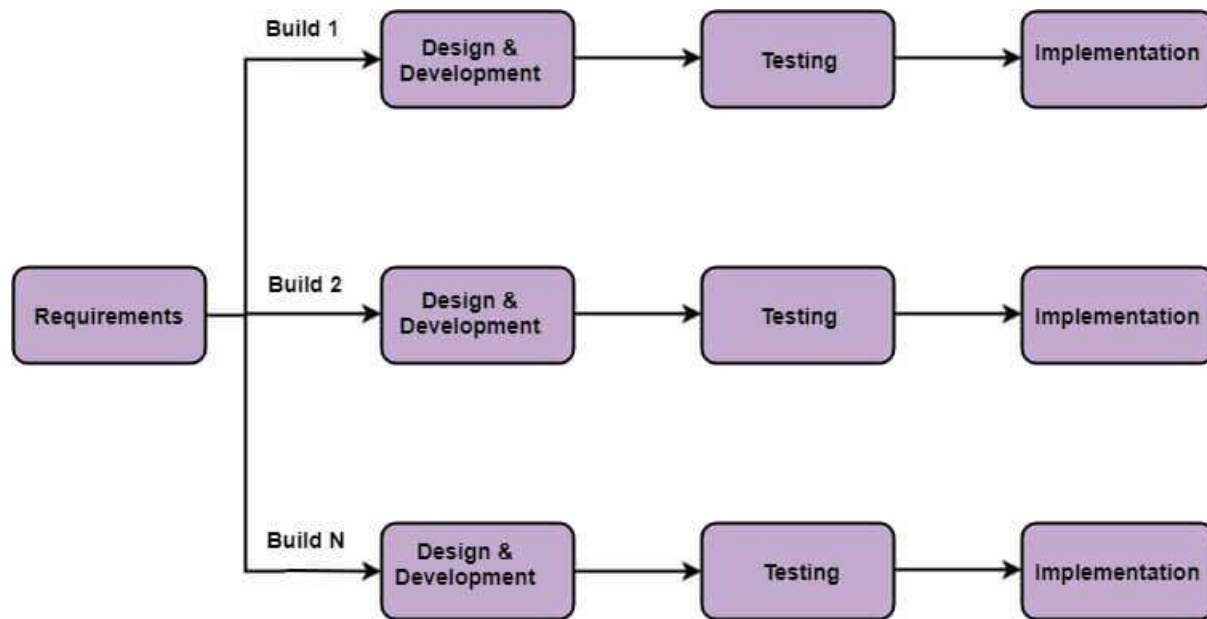 Build 1
Design &
Development
Testing
Implementation
Requirements
Build 2
Design &
Development
Testing
Implementation
Build N
Design &
Development
Testing
Implementation